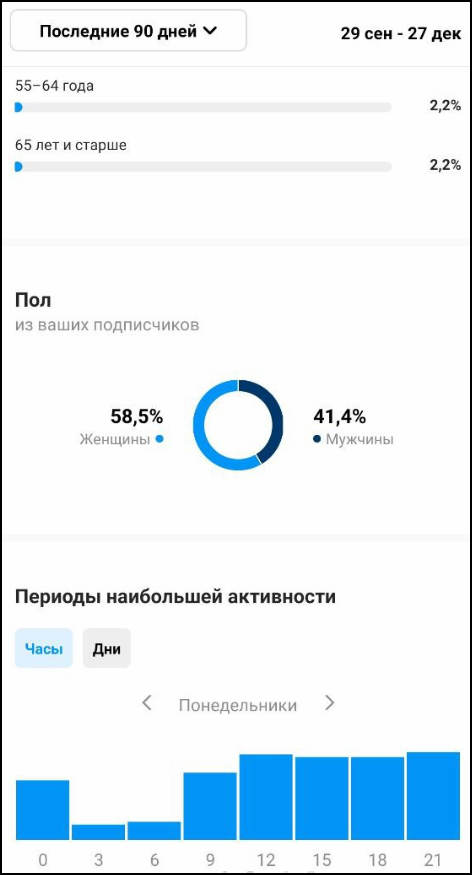 Последние 90 дней
29 сен - 27 дек
55–64 года
2,2%
65 лет и старше
2,2%
Пол
из ваших подписчиков
58,5%
Женщины
41,4%
Мужчины
Периоды наибольшей активности
Часы Дни
Понедельники
0 3 6 9 12 15 18 21